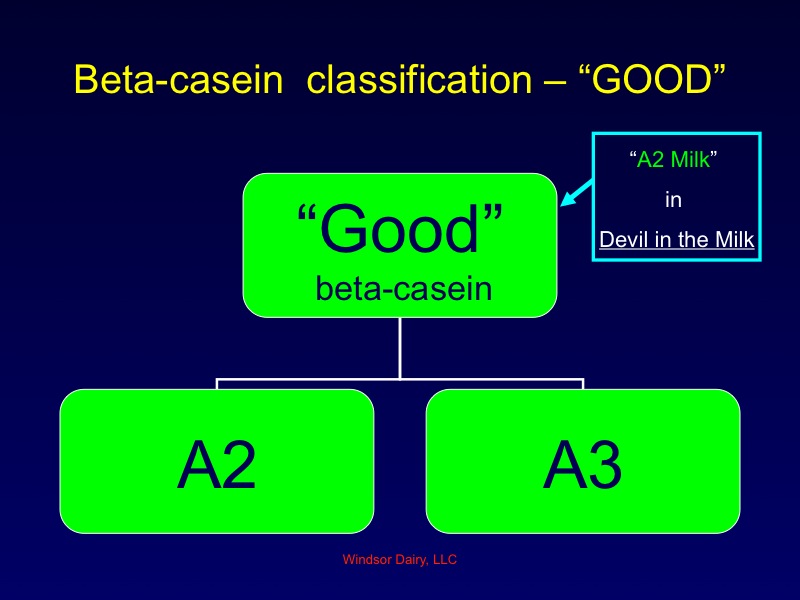 Beta-casein classification – “GOOD”
“A2 Milk”
in
Devil in the Milk
“Good”
beta-casein
A2
A3
Windsor Dairy, LLC